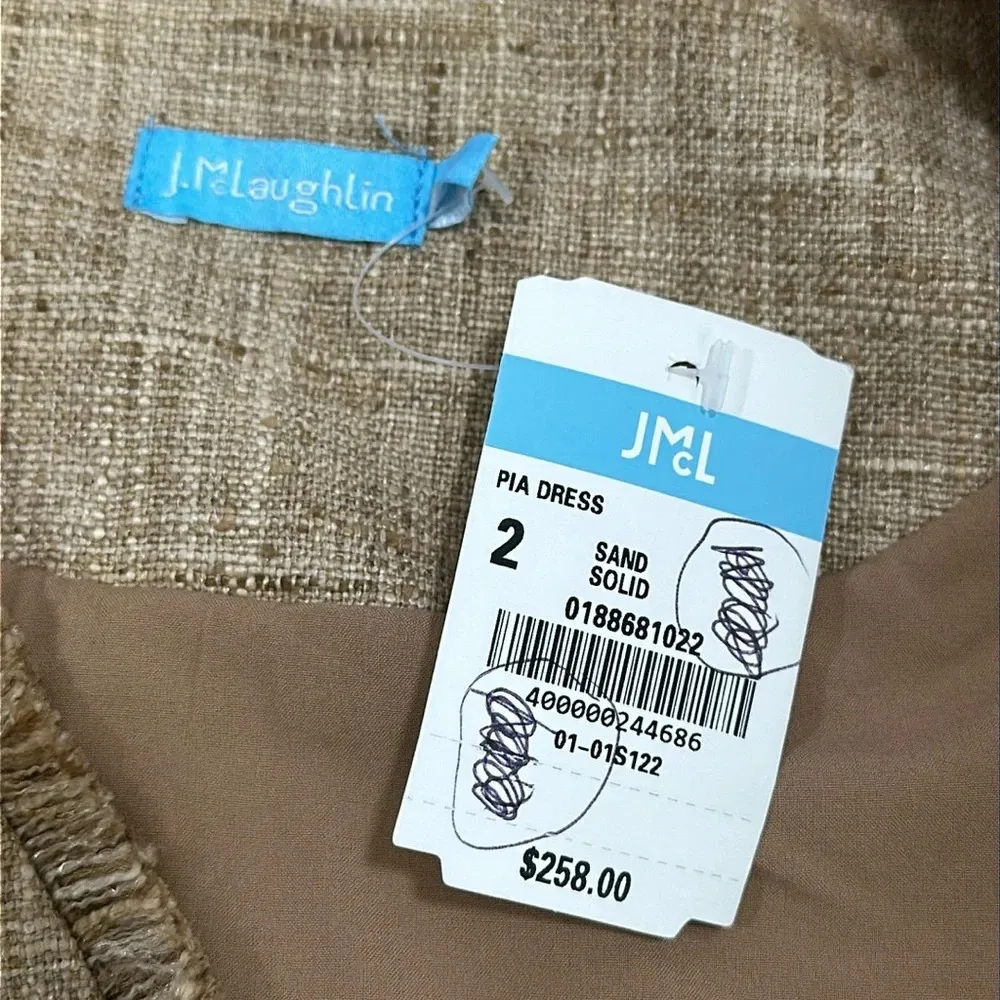 J.McLaughlin
JMcL
PIA DRESS
2
SAND
SOLID
0188681022
400000244686
01-01S122
$258.00